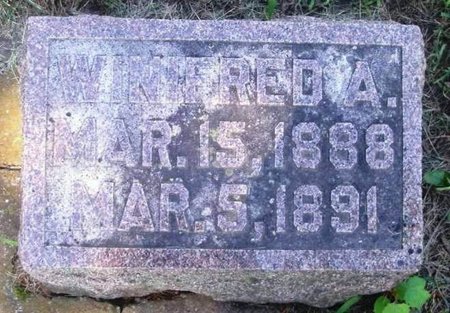 WINIFRED A.
MAR. 15, 1888
MAR. 5, 1891